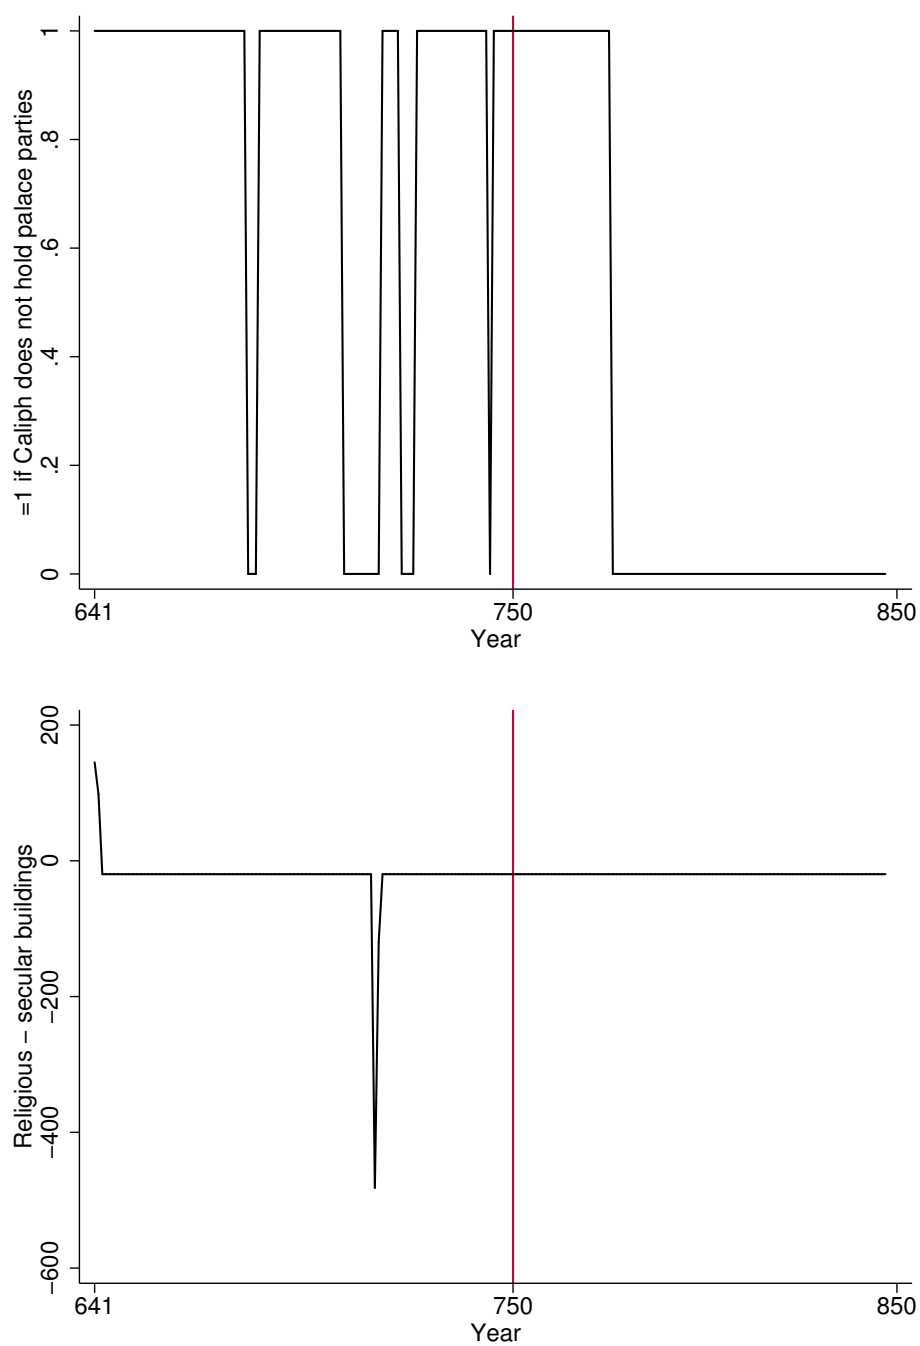 =1 if Caliph does not hold palace parties
1
.8
.6
.4
.2
0
641 750 850
Year
Religious − secular buildings
200
0
−200
−400
−600
641 750 850
Year